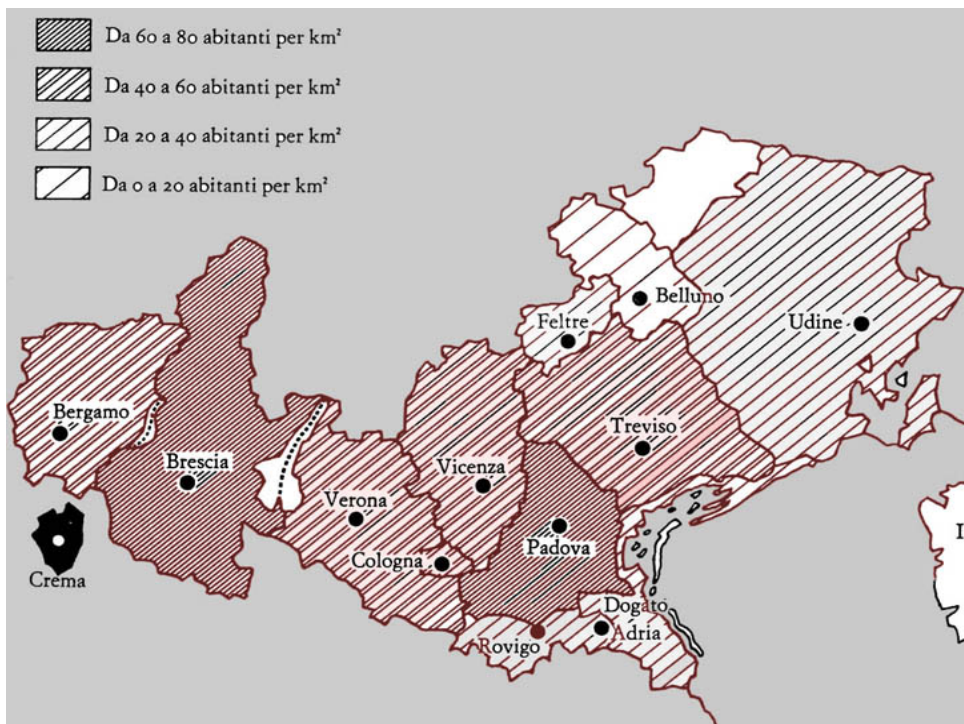 Da 60 a 80 abitanti per km²
Da 40 a 60 abitanti per km²
Da 20 a 40 abitanti per km²
Da 0 a 20 abitanti per km²
Belluno
Feltre
Udine
Bergamo
Treviso
Brescia
Vicenza
Verona
Padova
Cologna
Crema
Dogato
Rovigo
Adria